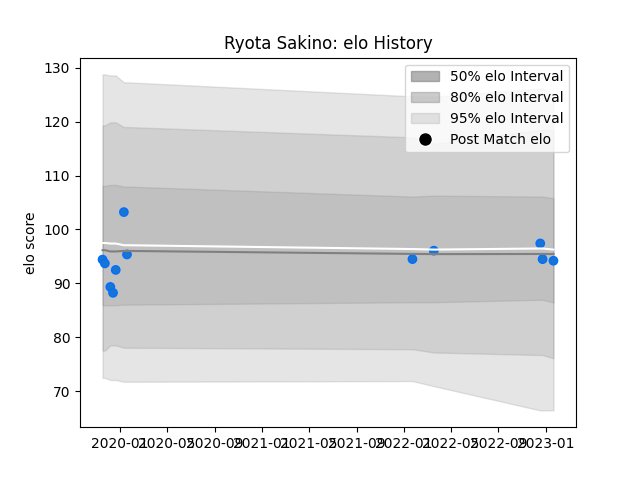 Ryota Sakino: elo History
130
120
110
100
90
80
70
elo score
50% elo Interval
80% elo Interval
95% elo Interval
Post Match elo
2020-01
2020-05
2020-09
2021-01
2021-05
2021-09
2022-01
2022-05
2022-09
2023-01